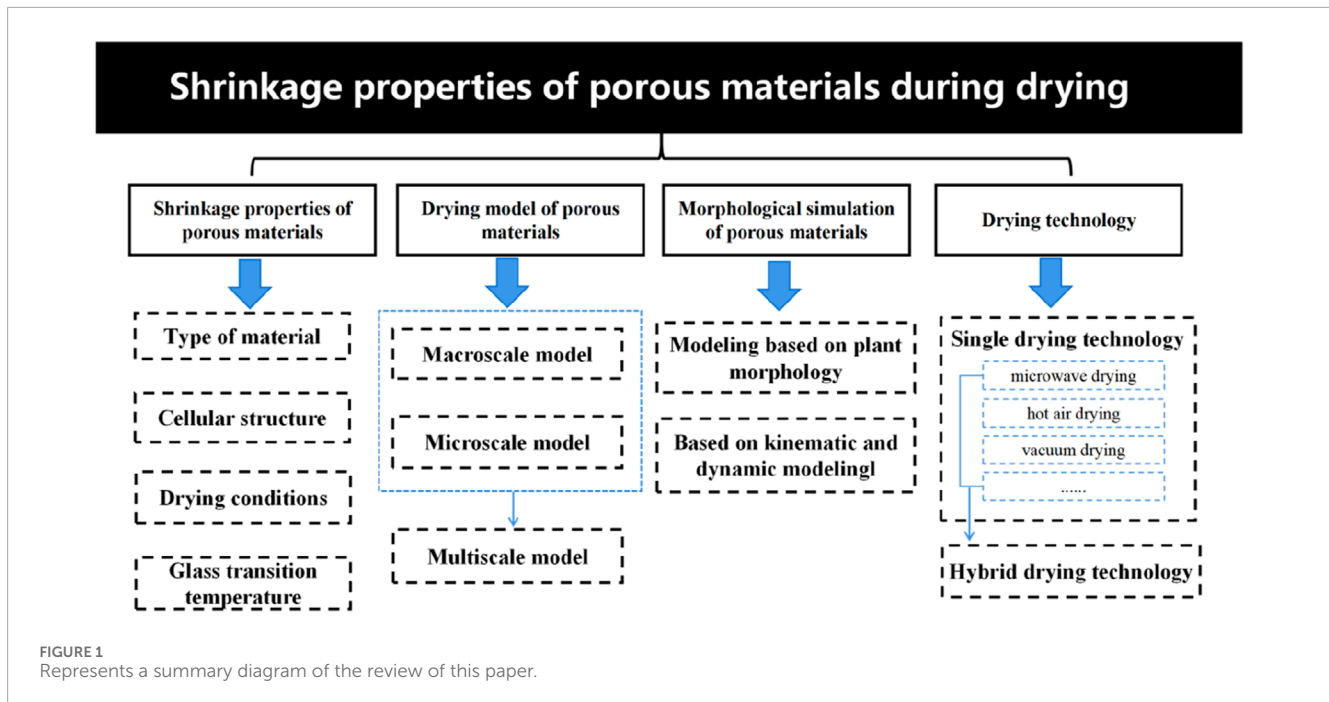 Shrinkage properties of porous materials during drying
Shrinkage properties of
porous materials
Drying model of porous
materials
Morphological simulation
of porous materials
Drying technology
Type of material
Cellular structure
Drying conditions
Glass transition
temperature
Macroscale model
Microscale model
Multiscale model
Modeling based on plant
morphology
Based on kinematic and
dynamic modelingl
Single drying technology
microwave drying
hot air drying
vacuum drying
......
Hybrid drying technology
FIGURE 1
Represents a summary diagram of the review of this paper.